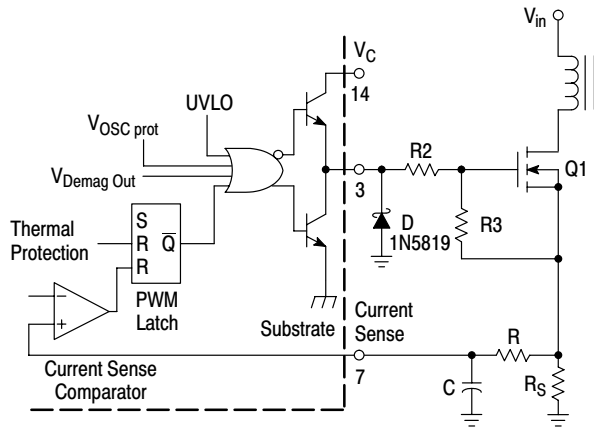 Vin
VC
14
UVLO
VOSC prot
VDemag Out
3
R2
Q1
Thermal
Protection
S
R
R
Q̅
D
1N5819
R3
PWM
Latch
Substrate
Current
Sense
–
+
7
R
C
RS
Current Sense
Comparator